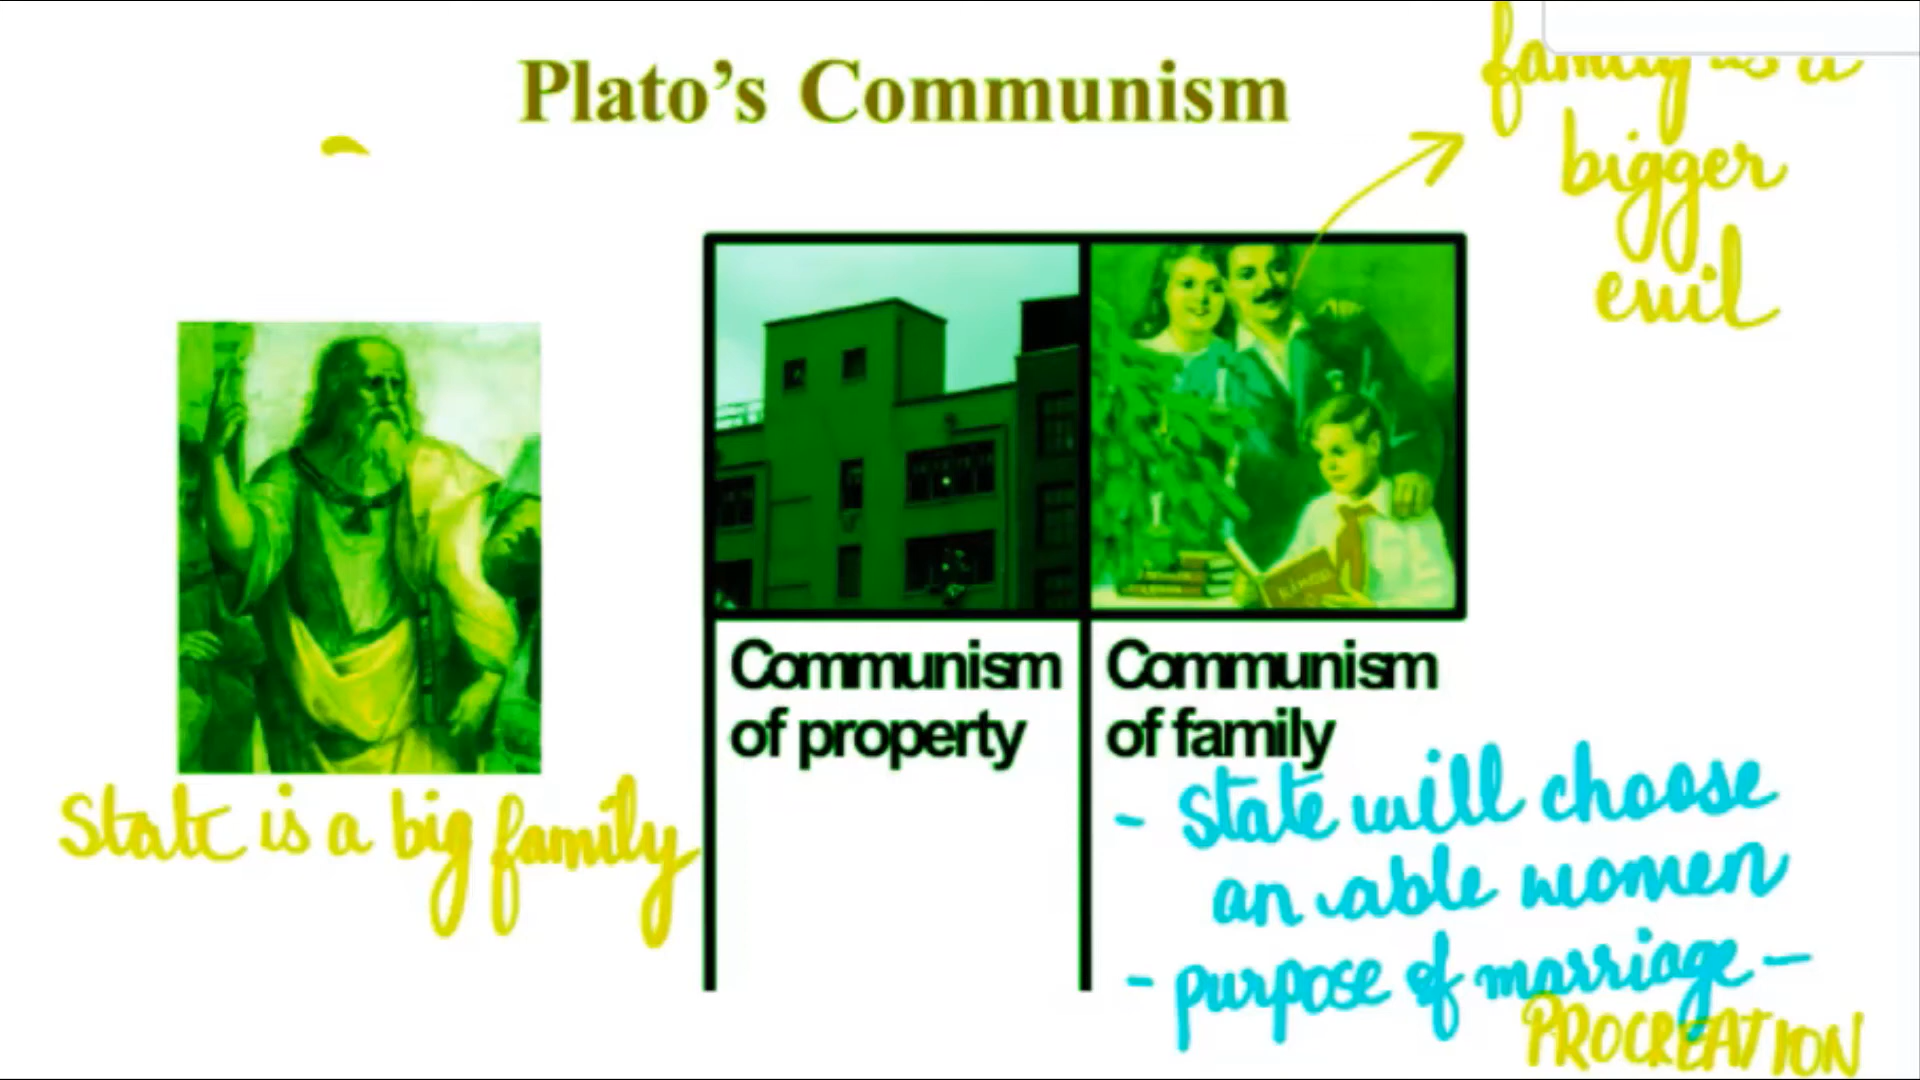 Plato's Communism
family is a
bigger
evil
Communism
of property
Communism
of family
State is a big family
- State will choose
an able women
- purpose of marriage -
PROCREATION